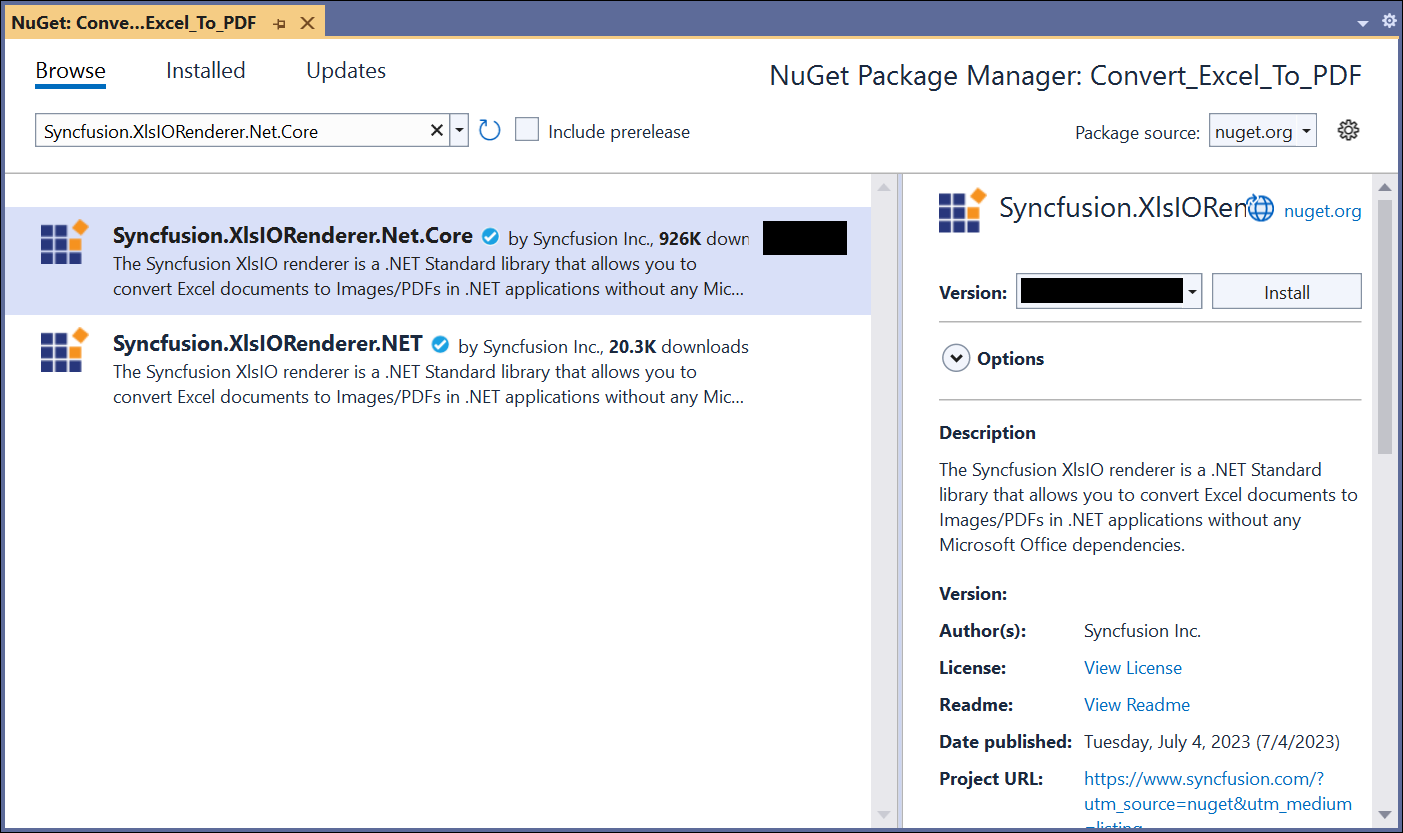 NuGet: Conve...Excel_To_PDF
Browse Installed Updates
NuGet Package Manager: Convert_Excel_To_PDF
Syncfusion.XlsIORenderer.Net.Core
Include prerelease
Package source: nuget.org
Syncfusion.XlsIORenderer.Net.Core by Syncfusion Inc., 926K down
The Syncfusion XlsIO renderer is a .NET Standard library that allows you to
convert Excel documents to Images/PDFs in .NET applications without any Mic...
Syncfusion.XlsIORenderer.NET by Syncfusion Inc., 20.3K downloads
The Syncfusion XlsIO renderer is a .NET Standard library that allows you to
convert Excel documents to Images/PDFs in .NET applications without any Mic...
Syncfusion.XlsIORen nuget.org
Version: Install
Options
Description
The Syncfusion XlsIO renderer is a .NET Standard
library that allows you to convert Excel documents to
Images/PDFs in .NET applications without any
Microsoft Office dependencies.
Version:
Author(s): Syncfusion Inc.
License: View License
Readme: View Readme
Date published: Tuesday, July 4, 2023 (7/4/2023)
Project URL: https://www.syncfusion.com/?
utm_source=nuget&utm_medium
=listing